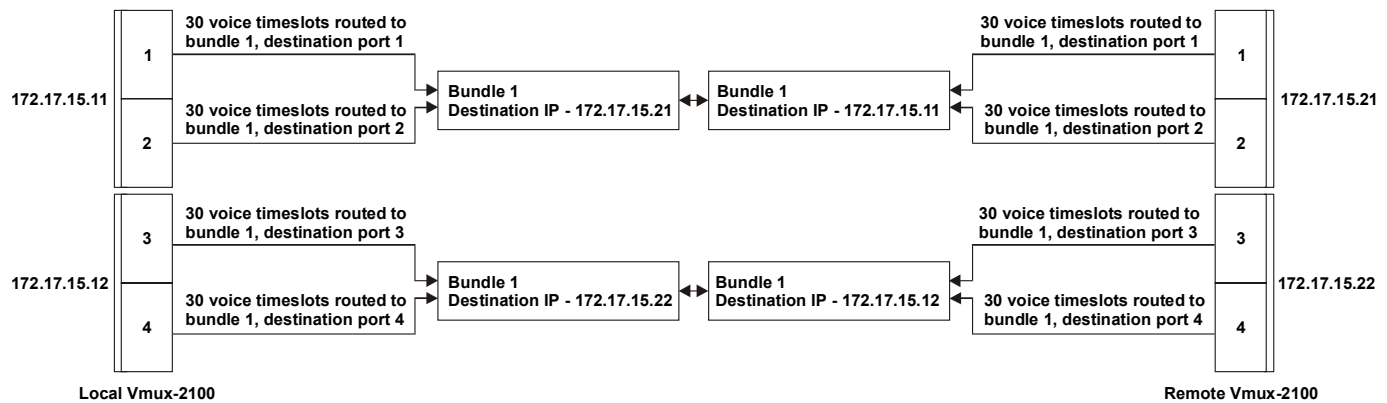 30 voice timeslots routed to
bundle 1, destination port 1
30 voice timeslots routed to
bundle 1, destination port 1
1
1
172.17.15.11
Bundle 1
Destination IP - 172.17.15.21
Bundle 1
Destination IP - 172.17.15.11
172.17.15.21
30 voice timeslots routed to
bundle 1, destination port 2
30 voice timeslots routed to
bundle 1, destination port 2
2
2
30 voice timeslots routed to
bundle 1, destination port 3
30 voice timeslots routed to
bundle 1, destination port 3
3
3
172.17.15.12
Bundle 1
Destination IP - 172.17.15.22
Bundle 1
Destination IP - 172.17.15.12
172.17.15.22
30 voice timeslots routed to
bundle 1, destination port 4
30 voice timeslots routed to
bundle 1, destination port 4
4
4
Local Vmux-2100
Remote Vmux-2100